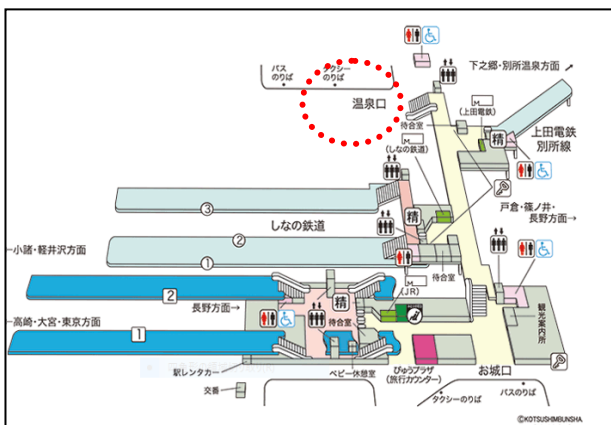 バス
のりば
タクシー
のりば
温泉口
下之郷・別所温泉方面
(上田電鉄)
待合室
上田電鉄
別所線
精
(しなの鉄道)
戸倉・篠ノ井・
長野方面→
③
しなの鉄道
精
②
小諸・軽井沢方面
①
待合室
(JR)
2
長野方面→
精
高崎・大宮・東京方面
1
待合室
観光案内所
駅レンタカー
ベビー休憩室
びゅうプラザ
(旅行カウンター)
お城口
交番
タクシーのりば
バスのりば
©KOTSUSHIMBUNSHA